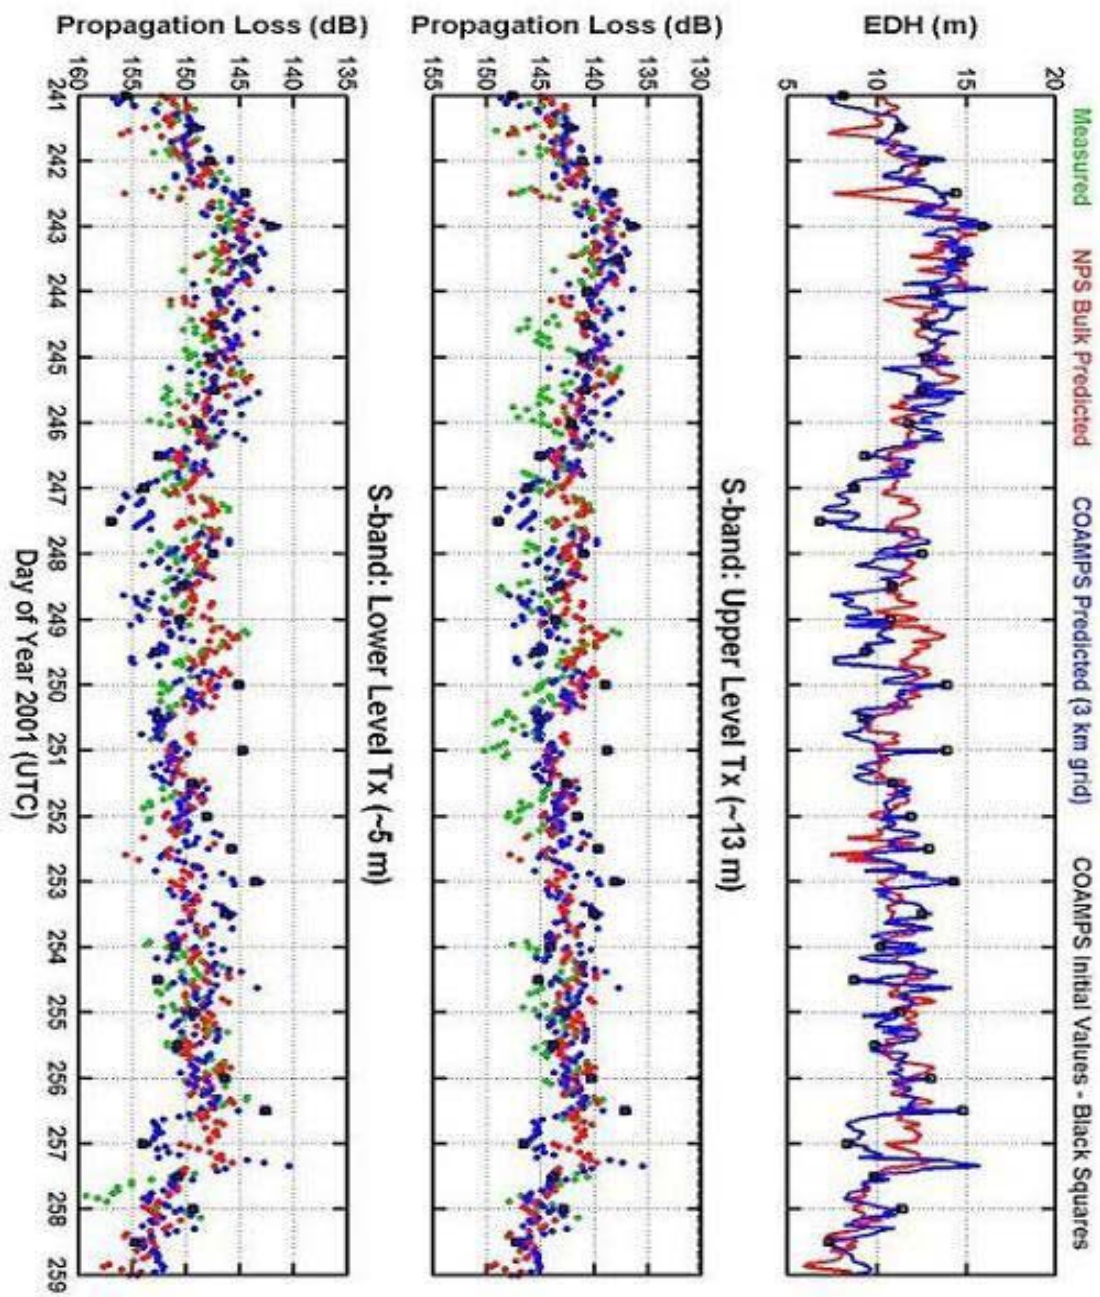 Measured NPS Bulk Predicted COAMPS Predicted (3 km grid) COAMPS Initial Values - Black Squares
EDH (m)
20
15
10
5
S-band: Upper Level Tx (~13 m)
Propagation Loss (dB)
130
135
140
145
150
155
S-band: Lower Level Tx (~5 m)
Propagation Loss (dB)
135
140
145
150
155
160
241 242 243 244 245 246 247 248 249 250 251 252 253 254 255 256 257 258 259
Day of Year 2001 (UTC)